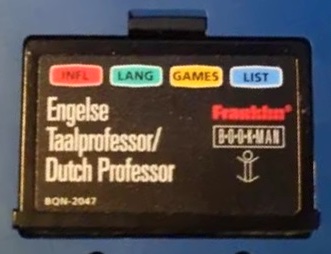 INFL LANG GAMES LIST
Engelse
Taalprofessor/
Dutch Professor
Franklin®
BOOKMAN
BQN-2047